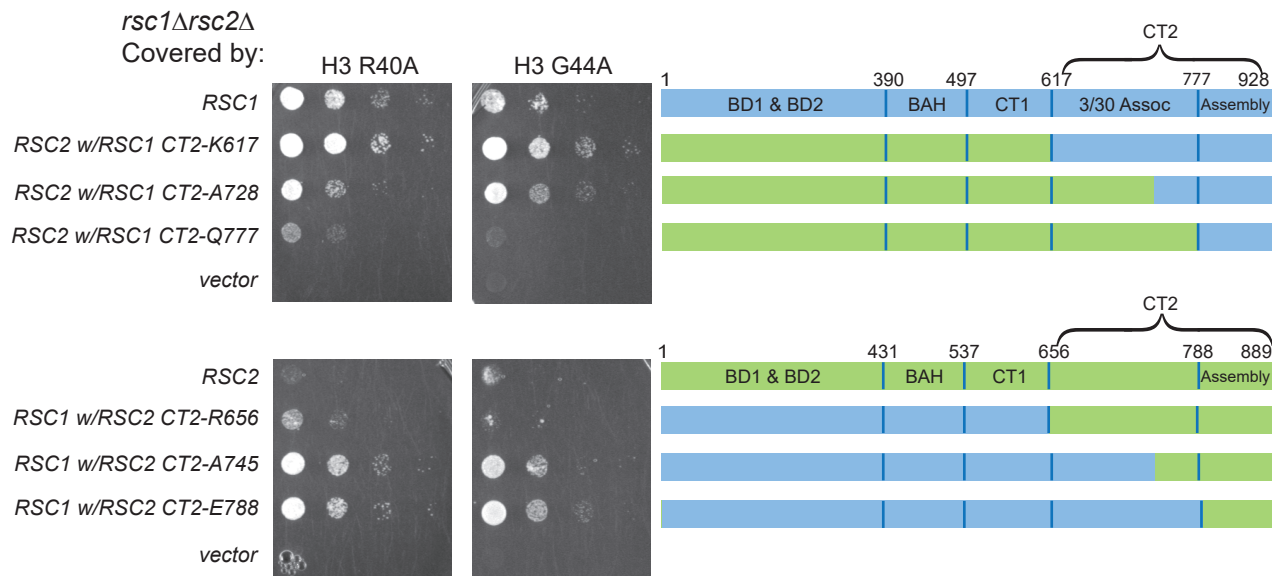 rsc1Δrsc2Δ
Covered by:
H3 R40A
H3 G44A
CT2
1 390 497 617 777 928
RSC1
BD1 & BD2 BAH CT1 3/30 Assoc Assembly
RSC2 w/RSC1 CT2-K617
RSC2 w/RSC1 CT2-A728
RSC2 w/RSC1 CT2-Q777
vector
CT2
1 431 537 656 788 889
RSC2
BD1 & BD2 BAH CT1 Assembly
RSC1 w/RSC2 CT2-R656
RSC1 w/RSC2 CT2-A745
RSC1 w/RSC2 CT2-E788
vector